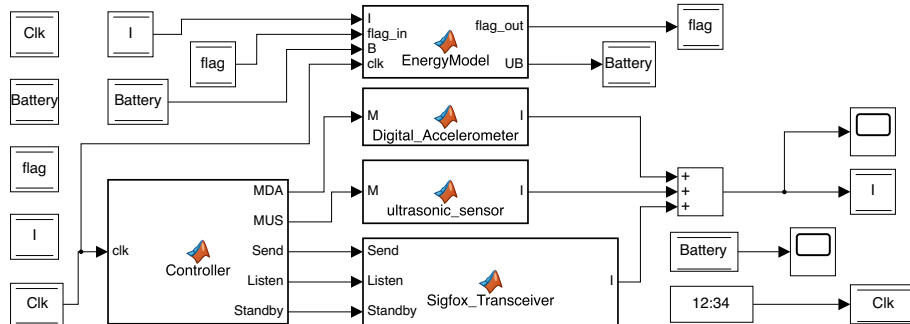 Clk
I
flag
I
flag_in
B
clk
EnergyModel
flag_out
UB
flag
Battery
Battery
Battery
M
Digital_Accelerometer
I
flag
M
ultrasonic_sensor
I
I
clk
Controller
MDA
MUS
Send
Listen
Standby
Send
Listen
Standby
Sigfox_Transceiver
I
+
+
+
I
Battery
Clk
12:34
Clk